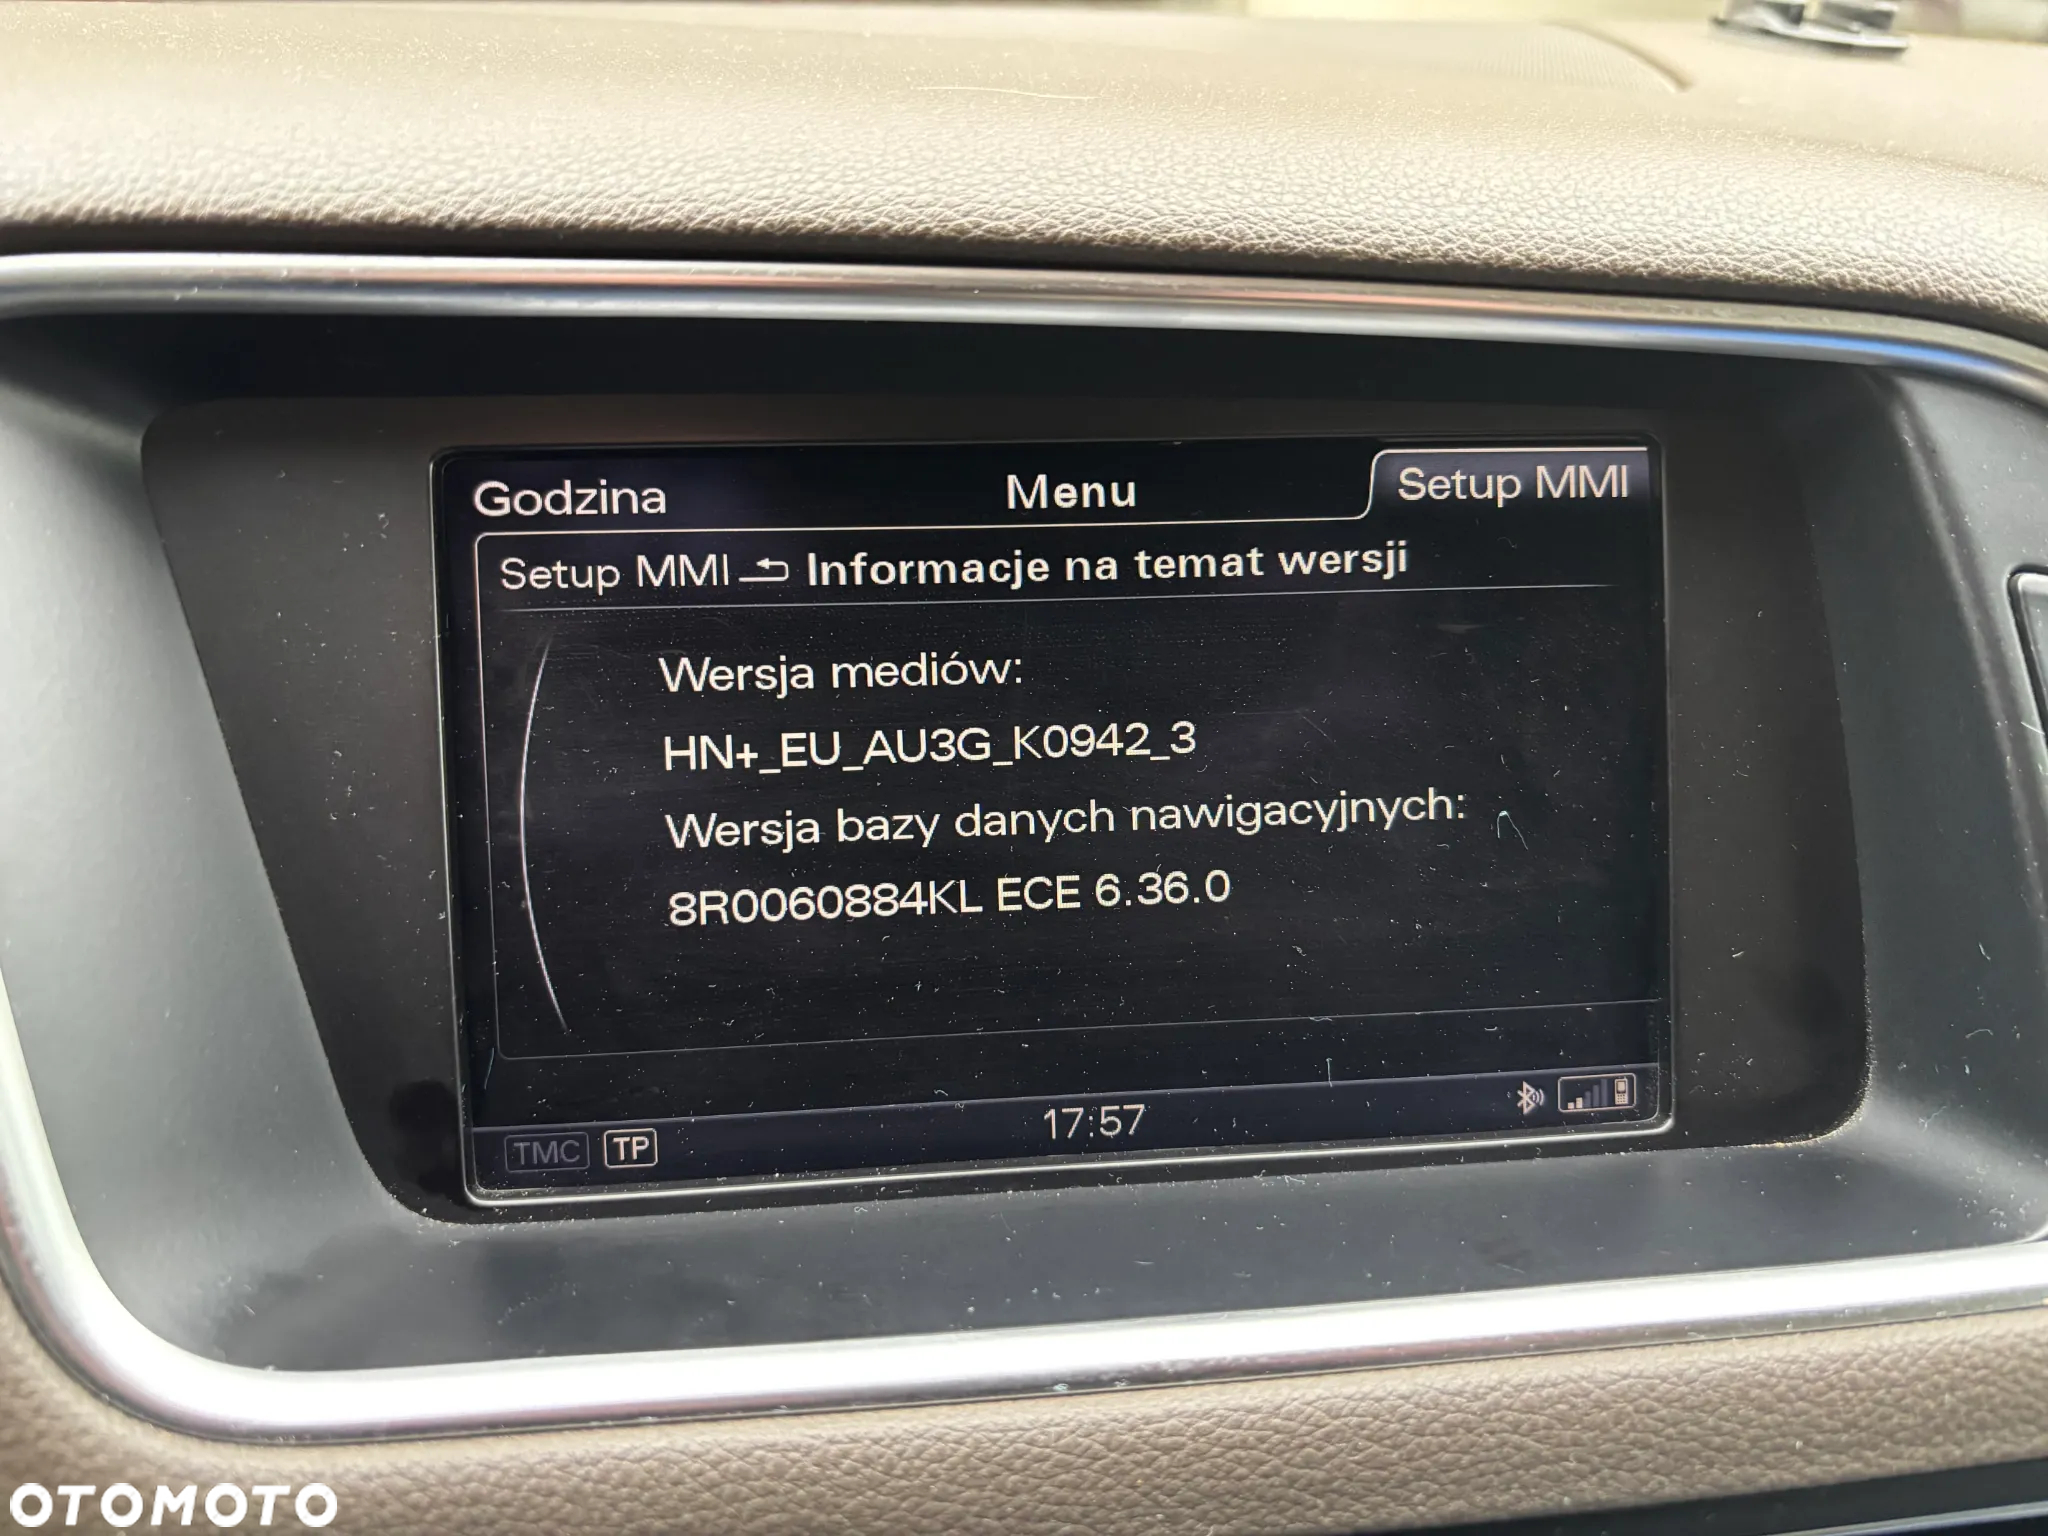 Godzina Menu Setup MMI
Setup MMI Informacje na temat wersji
Wersja mediów:
HN+_EU_AU3G_K0942_3
Wersja bazy danych nawigacyjnych:
8R0060884KL ECE 6.36.0
TMC TP 17:57
OTOMOTO